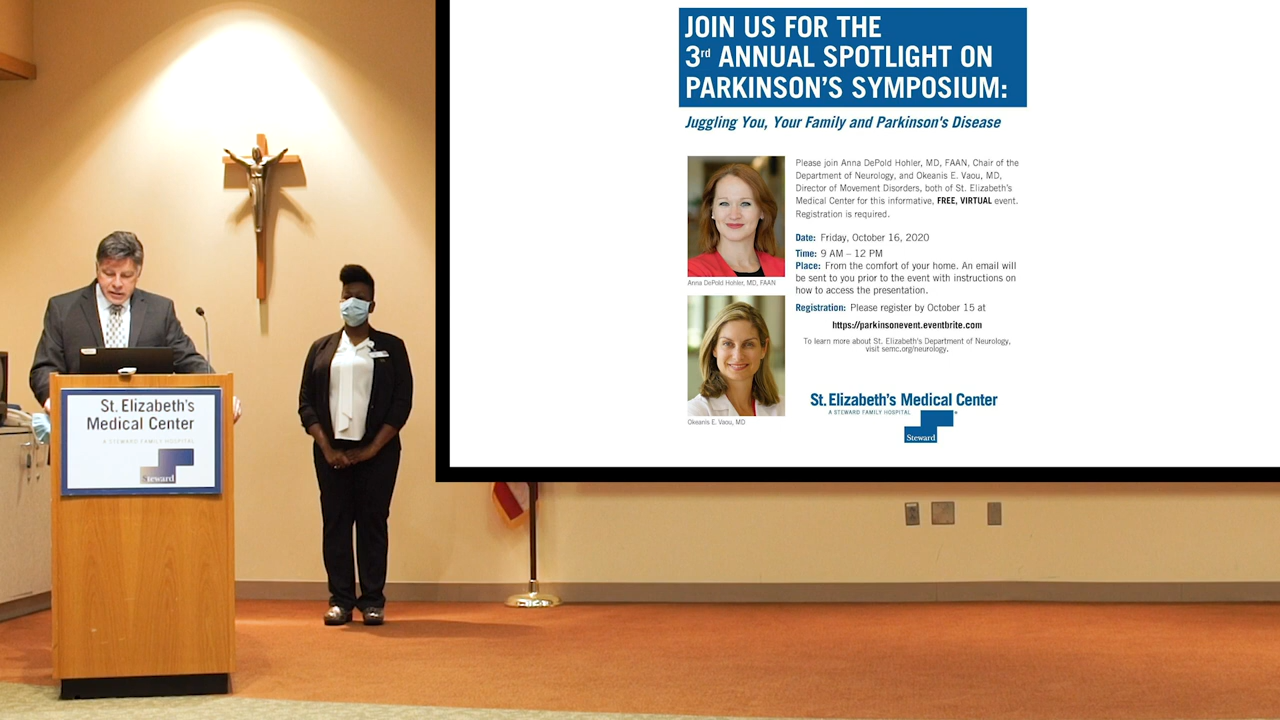 JOIN US FOR THE
3rd ANNUAL SPOTLIGHT ON
PARKINSON'S SYMPOSIUM:
Juggling You, Your Family and Parkinson's Disease
Please join Anna DePold Hohler, MD, FAAN, Chair of the
Department of Neurology, and Okeanis E. Vaou, MD,
Director of Movement Disorders, both of St. Elizabeth's
Medical Center for this informative, FREE, VIRTUAL event.
Registration is required.
Date: Friday, October 16, 2020
Time: 9 AM – 12 PM
Place: From the comfort of your home. An email will
be sent to you prior to the event with instructions on
how to access the presentation.
Registration: Please register by October 15 at
https://parkinsonevent.eventbrite.com
To learn more about St. Elizabeth's Department of Neurology,
visit semc.org/neurology.
Anna DePold Hohler, MD, FAAN
Okeanis E. Vaou, MD
St. Elizabeth's Medical Center
A STEWARD FAMILY HOSPITAL
Steward
St. Elizabeth's
Medical Center
A STEWARD FAMILY HOSPITAL
Steward